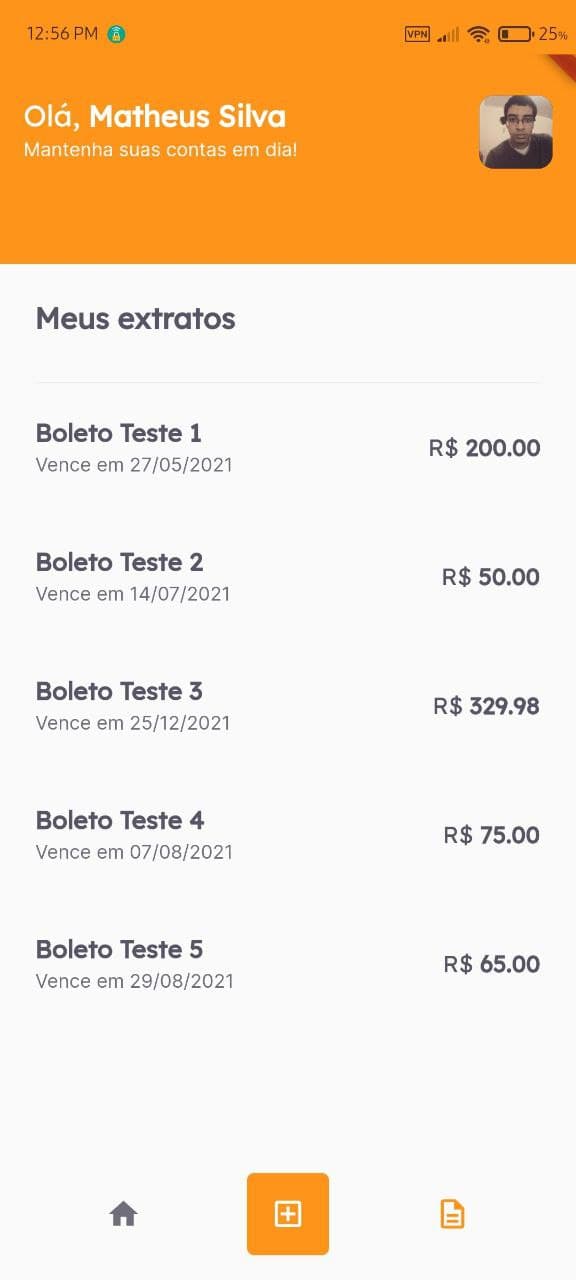 12:56 PM VPN 25%
Olá, Matheus Silva
Mantenha suas contas em dia!
Meus extratos
Boleto Teste 1
Vence em 27/05/2021
R$ 200.00
Boleto Teste 2
Vence em 14/07/2021
R$ 50.00
Boleto Teste 3
Vence em 25/12/2021
R$ 329.98
Boleto Teste 4
Vence em 07/08/2021
R$ 75.00
Boleto Teste 5
Vence em 29/08/2021
R$ 65.00